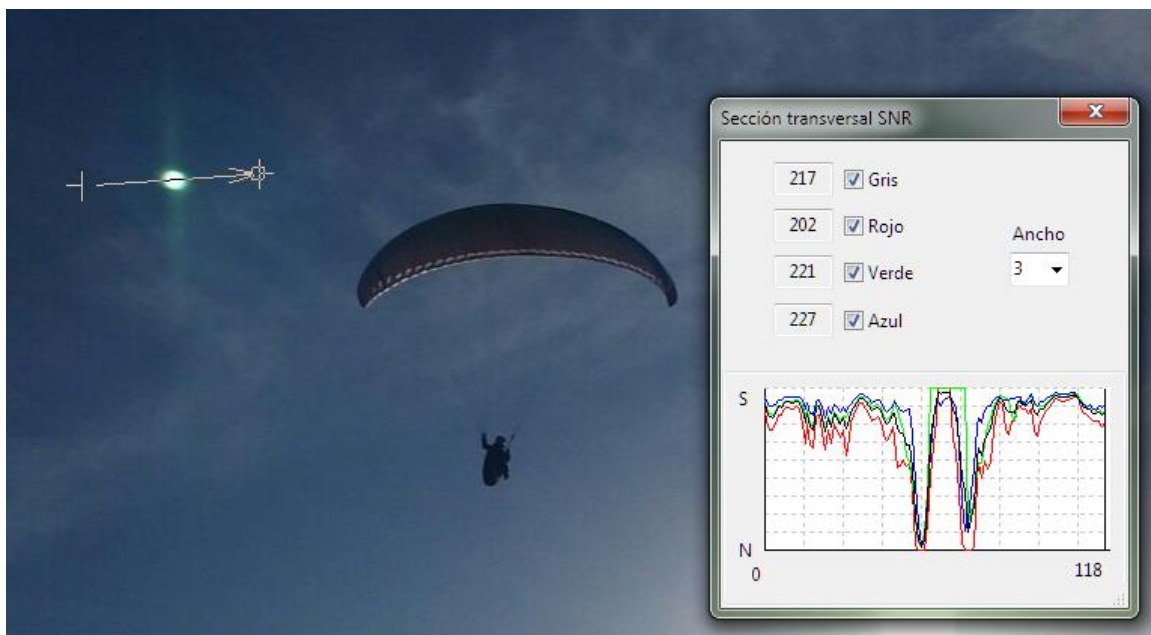 Sección transversal SNR
217 Gris
202 Rojo
Ancho
221 Verde
3
227 Azul
S
N
0 118